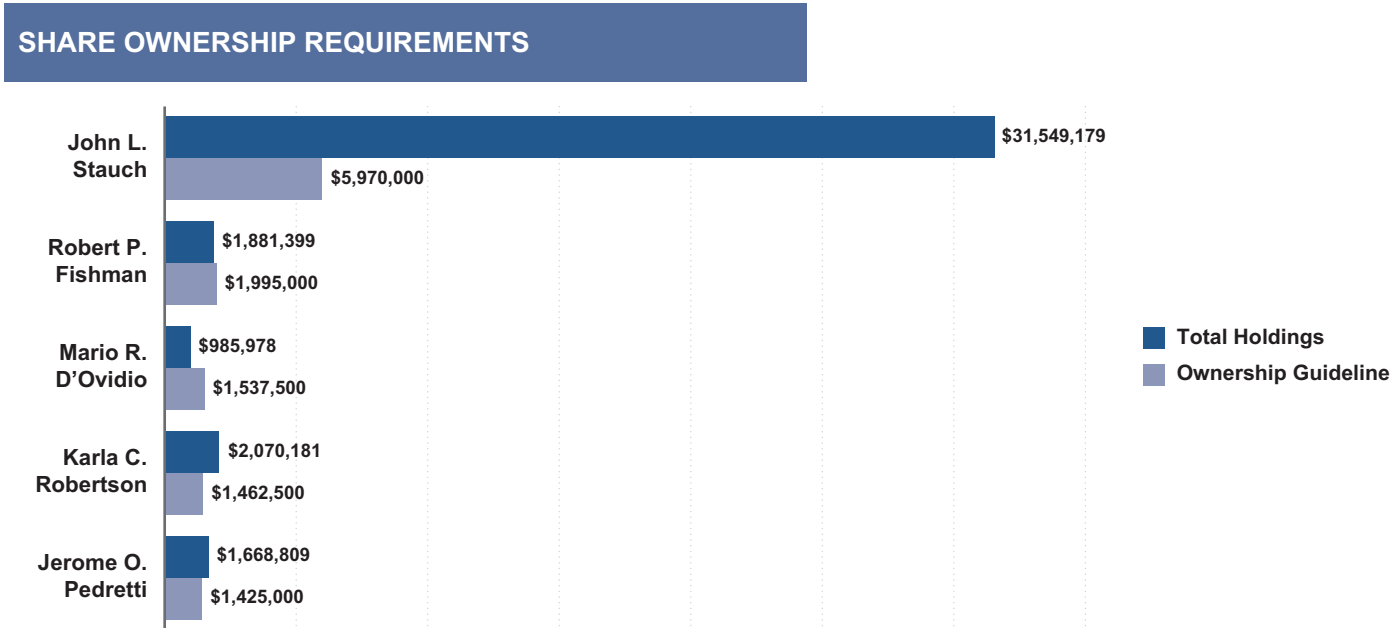 SHARE OWNERSHIP REQUIREMENTS
John L.
Stauch
$31,549,179
$5,970,000
Robert P.
Fishman
$1,881,399
$1,995,000
Mario R.
D’Ovidio
$985,978
$1,537,500
Karla C.
Robertson
$2,070,181
$1,462,500
Jerome O.
Pedretti
$1,668,809
$1,425,000
Total Holdings
Ownership Guideline